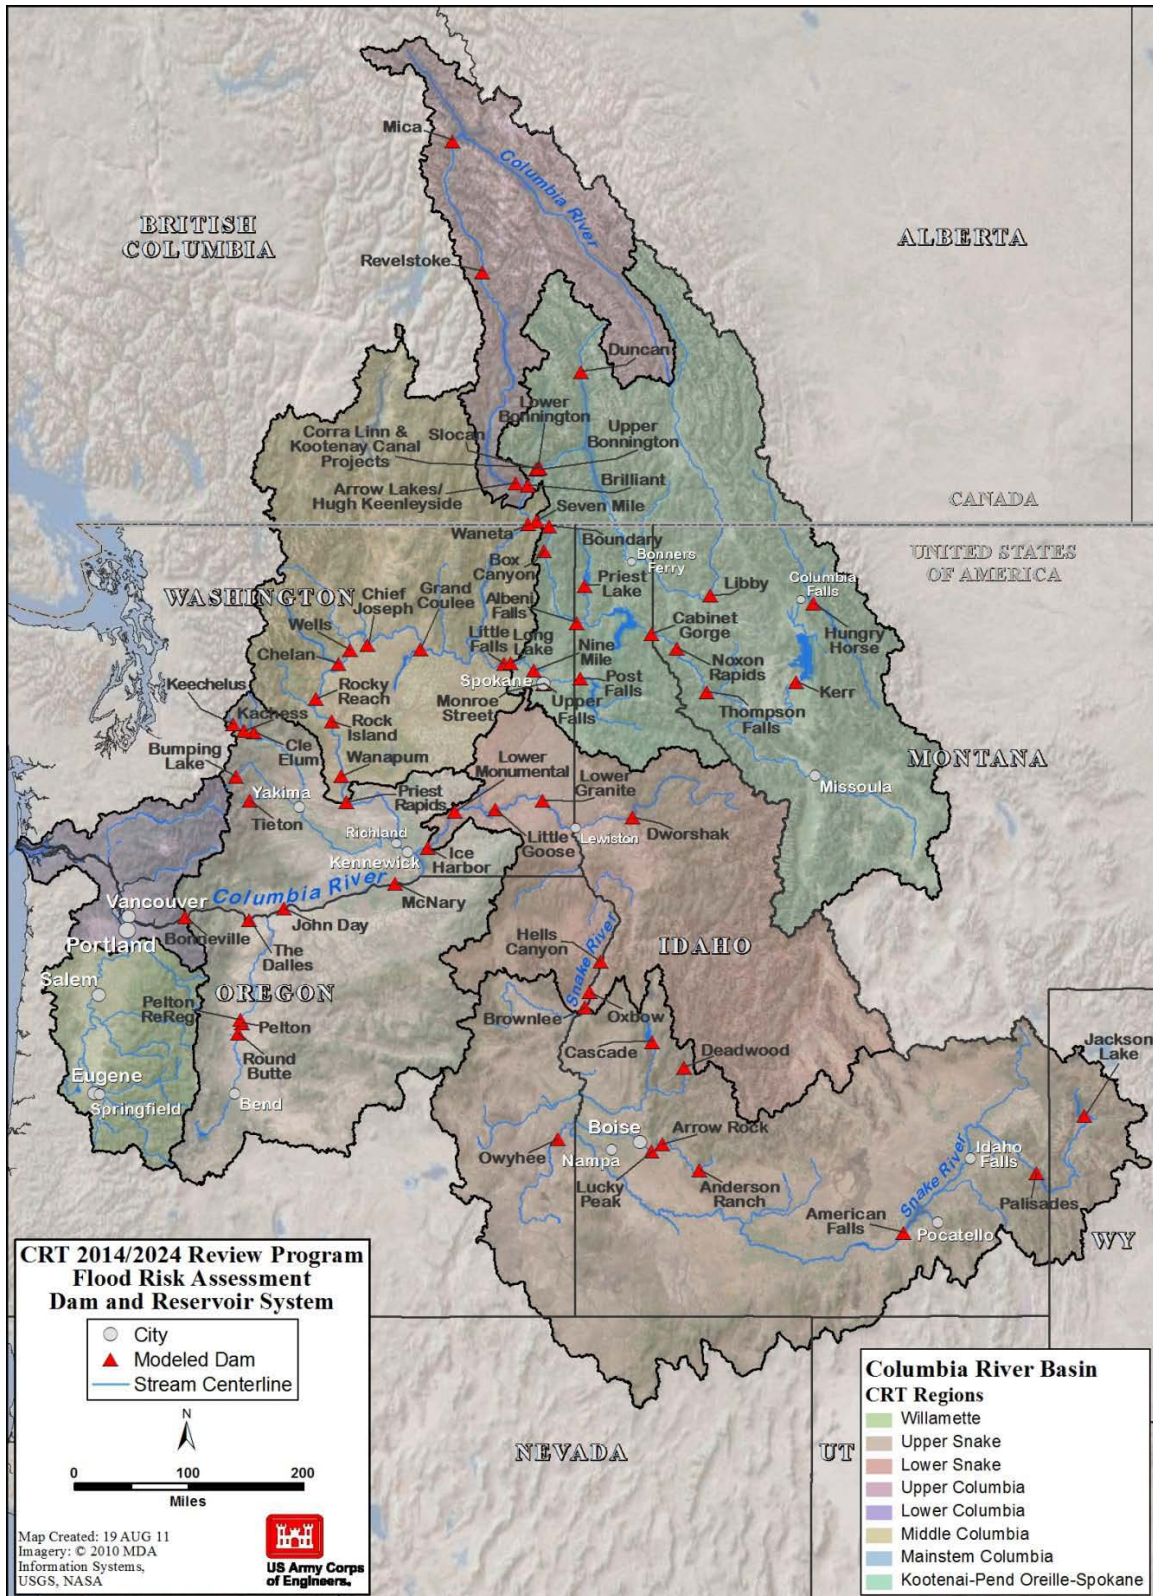 Mica
Columbia River
BRITISH
COLUMBIA
ALBERTA
Revelstoke
Duncan
Lower
Bonnington
Upper
Bonnington
Corra Linn &
Kootenay Canal
Projects
Slocan
Arrow Lakes/
Hugh Keenleyside
Brilliant
Seven Mile
CANADA
Waneta
Boundary
UNITED STATES
OF AMERICA
Box
Canyon
Bonners
Ferry
Priest
Lake
Libby
Columbia
Falls
WASHINGTON
Chief
Joseph
Grand
Coulee
Albeni
Falls
Cabinet
Gorge
Hungry
Horse
Wells
Little
Falls
Long
Lake
Nine
Mile
Noxon
Rapids
Chelan
Spokane
Post
Falls
Kerr
Keechelus
Rocky
Reach
Monroe
Street
Upper
Falls
Thompson
Falls
Kachess
Rock
Island
Cle
Elum
Bumping
Lake
Wanapum
Lower
Monumental
Lower
Granite
MONTANA
Missoula
Yakima
Priest
Rapids
Tieton
Richland
Little
Goose
Lewiston
Dworshak
Kennewick
Ice
Harbor
Columbia River
McNary
Vancouver
John Day
Portland
Bonneville
The
Dalles
Hells
Canyon
Snake River
IDAHO
Salem
Pelton
ReReg
OREGON
Pelton
Brownlee
Oxbow
Round
Butte
Cascade
Deadwood
Jackson
Lake
Eugene
Springfield
Bend
Boise
Arrow Rock
Owyhee
Nampa
Lucky
Peak
Anderson
Ranch
Snake River
Idaho
Falls
Palisades
American
Falls
Pocatello
WY
NEVADA
UT
CRT 2014/2024 Review Program
Flood Risk Assessment
Dam and Reservoir System
City
Modeled Dam
Stream Centerline
N
0 100 200
Miles
Map Created: 19 AUG 11
Imagery: © 2010 MDA
Information Systems,
USGS, NASA
US Army Corps
of Engineers®
Columbia River Basin
CRT Regions
Willamette
Upper Snake
Lower Snake
Upper Columbia
Lower Columbia
Middle Columbia
Mainstem Columbia
Kootenai-Pend Oreille-Spokane